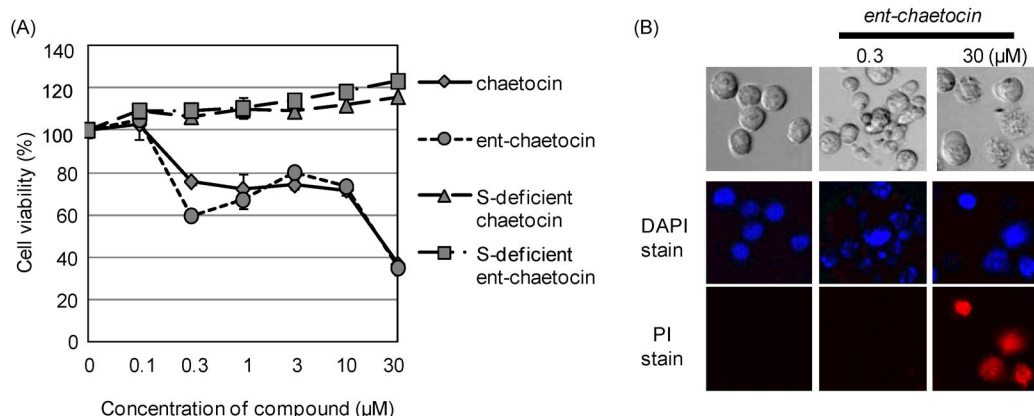 (A)
140
120
100
80
60
40
20
0
Cell viability (%)
0 0.1 0.3 1 3 10 30
Concentration of compound (µM)
chaetocin
ent-chaetocin
S-deficient
chaetocin
S-deficient
ent-chaetocin
(B)
ent-chaetocin
0.3 30 (µM)
DAPI
stain
PI
stain